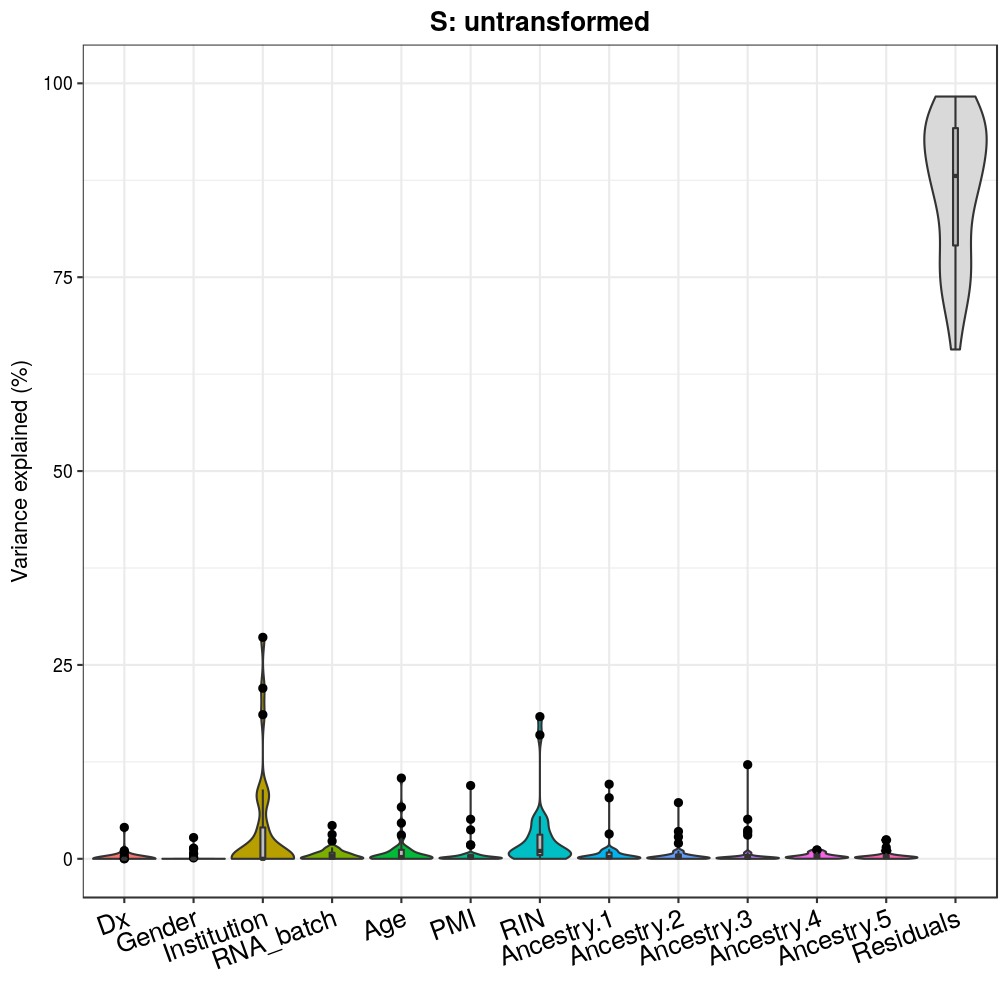 S: untransformed
Variance explained (%)
100
75
50
25
0
Dx
Gender
Institution
RNA_batch
Age
PMI
RIN
Ancestry.1
Ancestry.2
Ancestry.3
Ancestry.4
Ancestry.5
Residuals